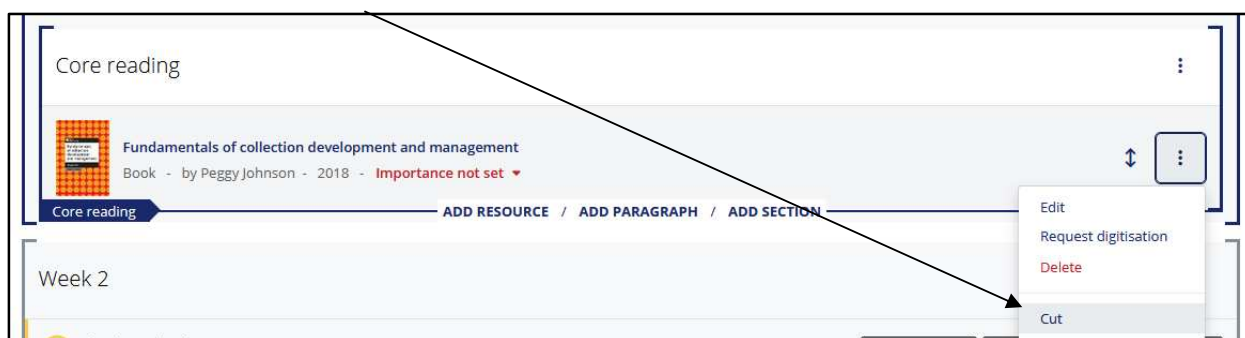 Core reading
Fundamentals of collection development and management
Book - by Peggy Johnson - 2018 - Importance not set
Core reading
ADD RESOURCE / ADD PARAGRAPH / ADD SECTION
Edit
Request digitisation
Delete
Cut
Week 2